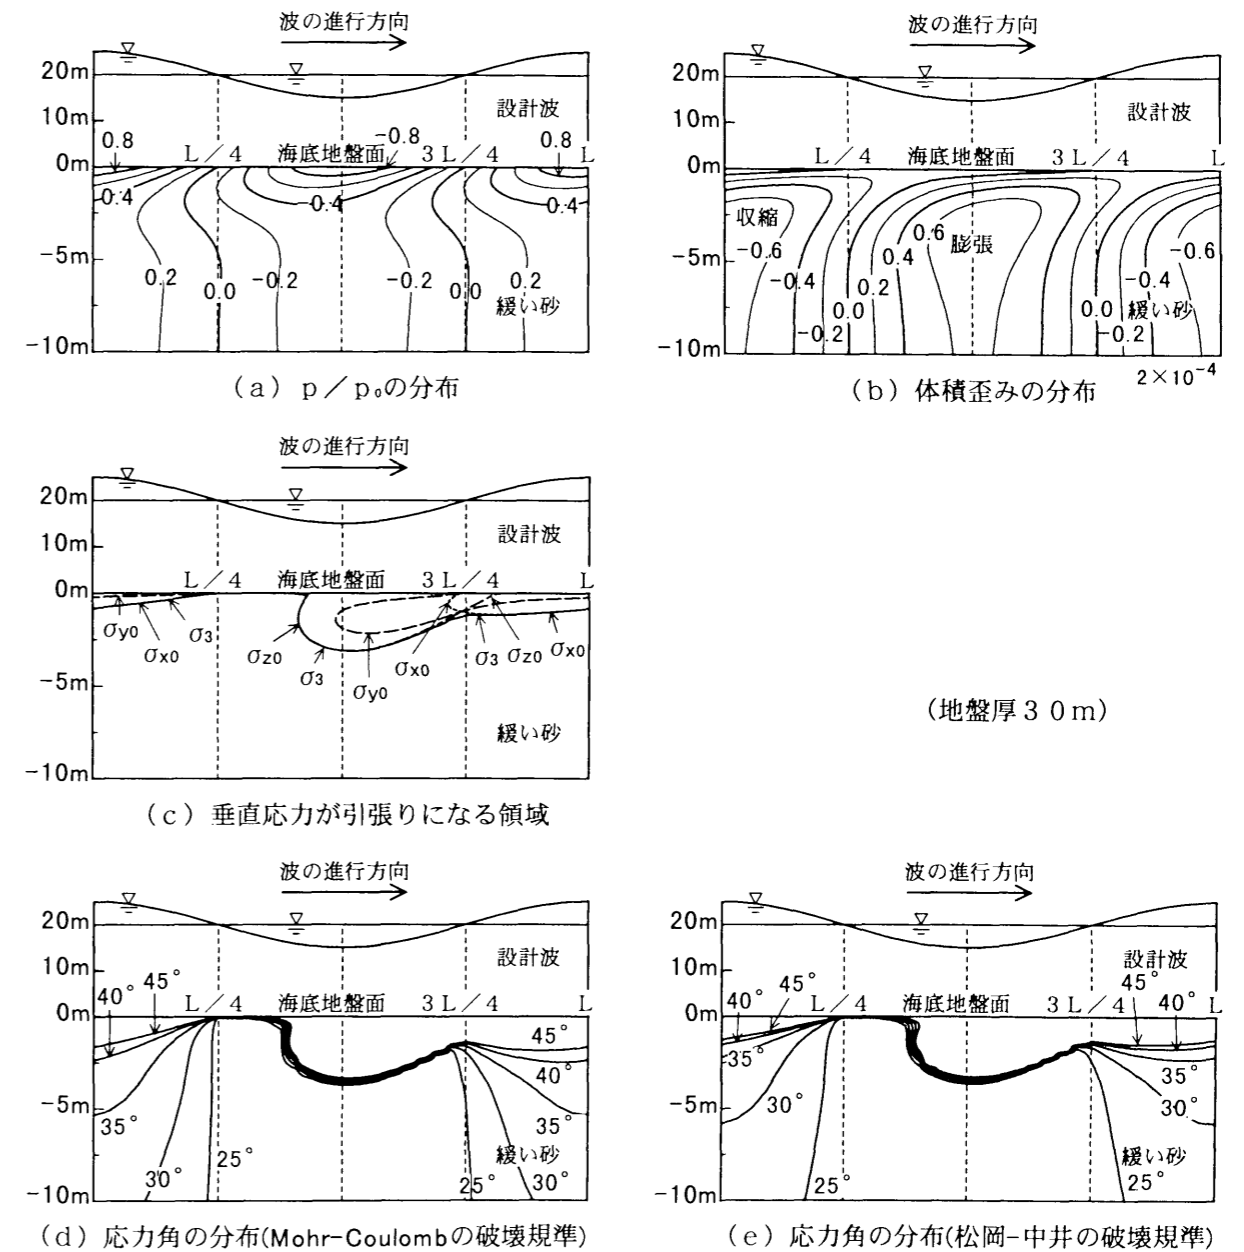 波の進行方向
20m
10m
設計波
0.8
-0.8
0.8
L/4
海底地盤面
3L/4
L
0m
0.4
-0.4
0.4
-5m
0.2
0.0
-0.2
-0.2
0.0
0.2
緩い砂
-10m
(a) p/p₀の分布
波の進行方向
20m
10m
設計波
L/4
海底地盤面
3L/4
L
0m
収縮
膨張
-0.6
0.6
-0.6
-5m
-0.4
0.4
-0.4
0.2
0.0
0.0
緩い砂
-0.2
-0.2
-10m
2×10⁻⁴
(b) 体積歪みの分布
波の進行方向
20m
10m
設計波
L/4
海底地盤面
3L/4
L
0m
σy0
σx0
σ3
σz0
σ3
σy0
σx0
σ3
σz0
σx0
-5m
緩い砂
-10m
(c) 垂直応力が引張りになる領域
(地盤厚30m)
波の進行方向
20m
10m
設計波
40°
45°
L/4
海底地盤面
3L/4
L
0m
45°
40°
-5m
35°
35°
30°
25°
緩い砂
25°
30°
-10m
(d) 応力角の分布(Mohr-Coulombの破壊規準)
波の進行方向
20m
10m
設計波
40°
45°
L/4
海底地盤面
3L/4
45°
40°
L
0m
35°
35°
-5m
30°
30°
緩い砂
25°
25°
-10m
(e) 応力角の分布(松岡-中井の破壊規準)